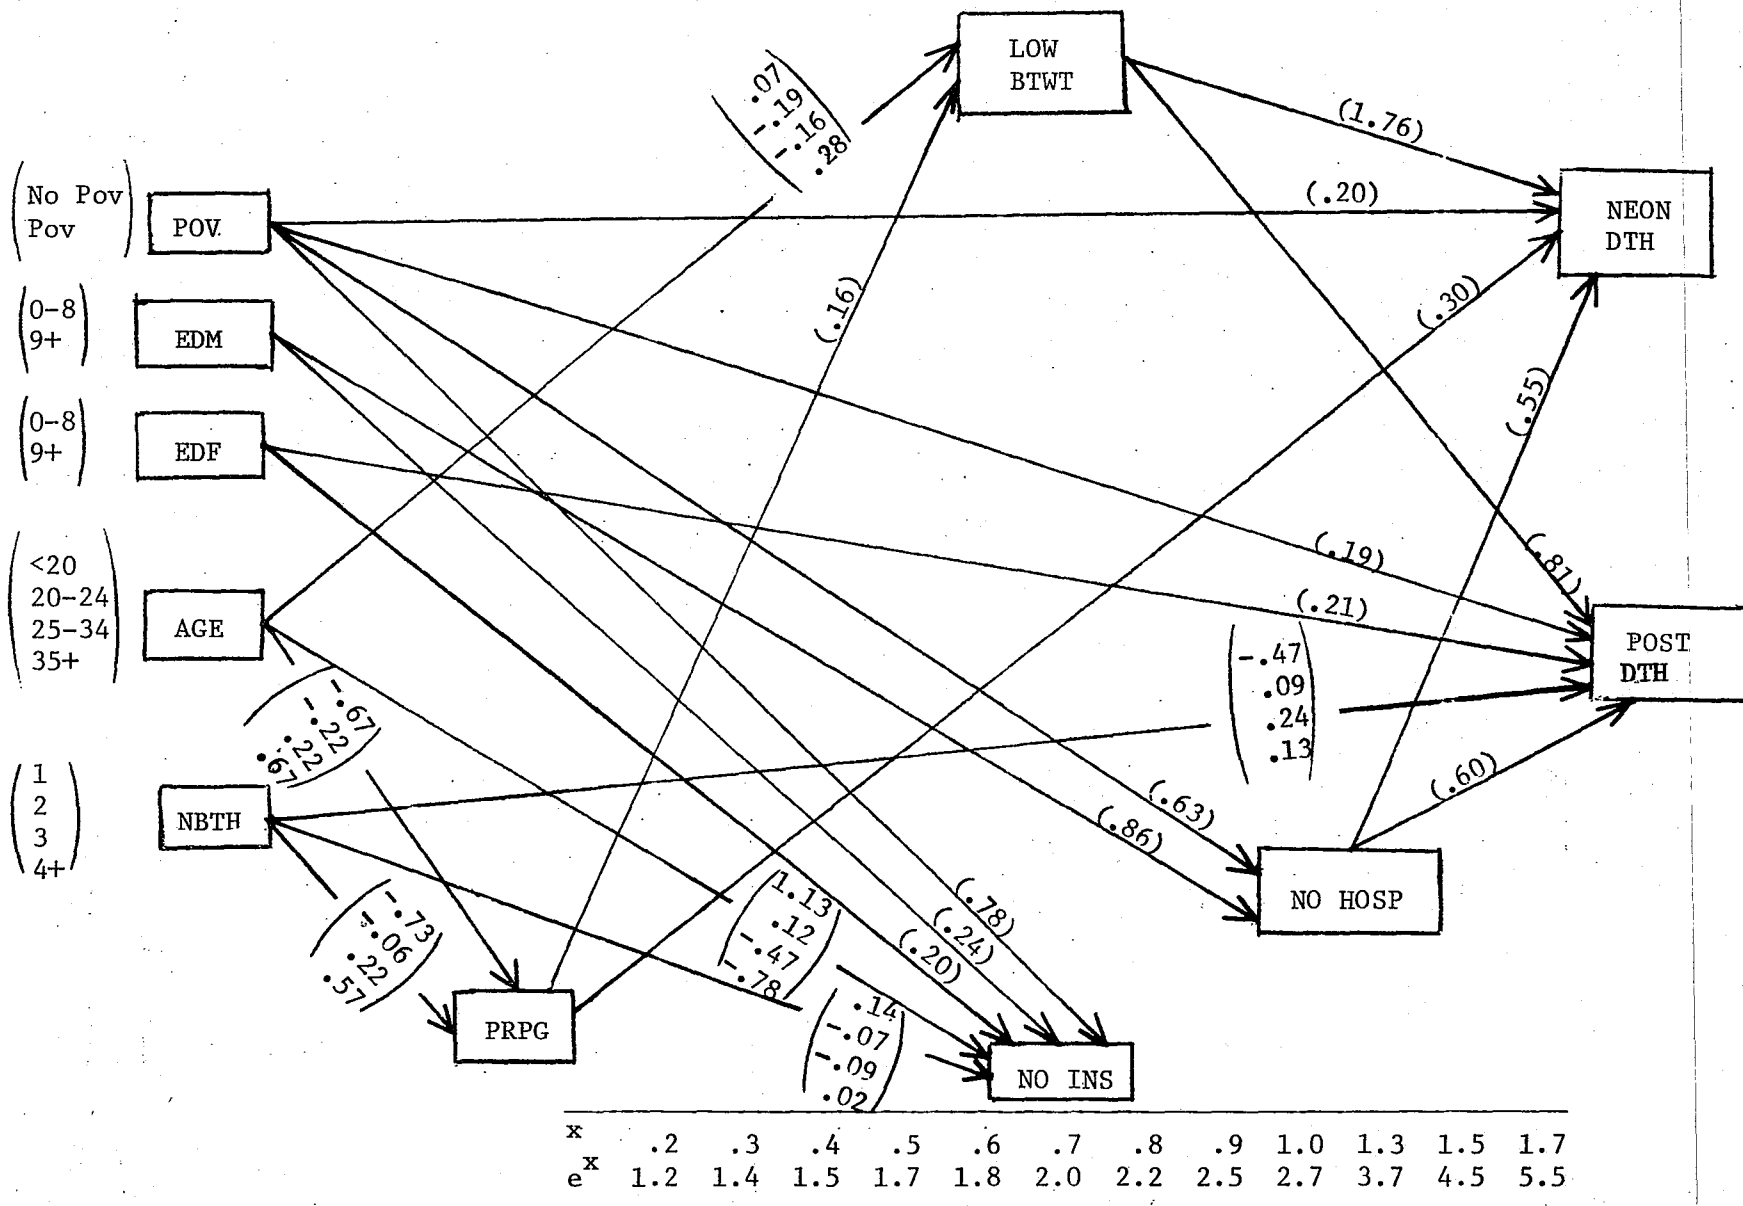 LOW
BTWT
.07
-.19
-.16
.28
(1.76)
No Pov
Pov
POV.
(.20)
NEON
DTH
0-8
9+
EDM
(.16)
(.30)
0-8
9+
EDF
(.55)
<20
20-24
25-34
35+
AGE
(.19)
(.81)
(.21)
-.47
.09
.24
.13
POST
DTH
-.67
-.22
.22
.67
1
2
3
4+
NBTH
(.63)
(.86)
(.60)
NO HOSP
-.73
-.06
.22
.57
1.13
.12
-.47
-.78
(.78)
(.24)
(.20)
PRPG
.14
-.07
-.09
.02
NO INS
x .2 .3 .4 .5 .6 .7 .8 .9 1.0 1.3 1.5 1.7
e^x 1.2 1.4 1.5 1.7 1.8 2.0 2.2 2.5 2.7 3.7 4.5 5.5